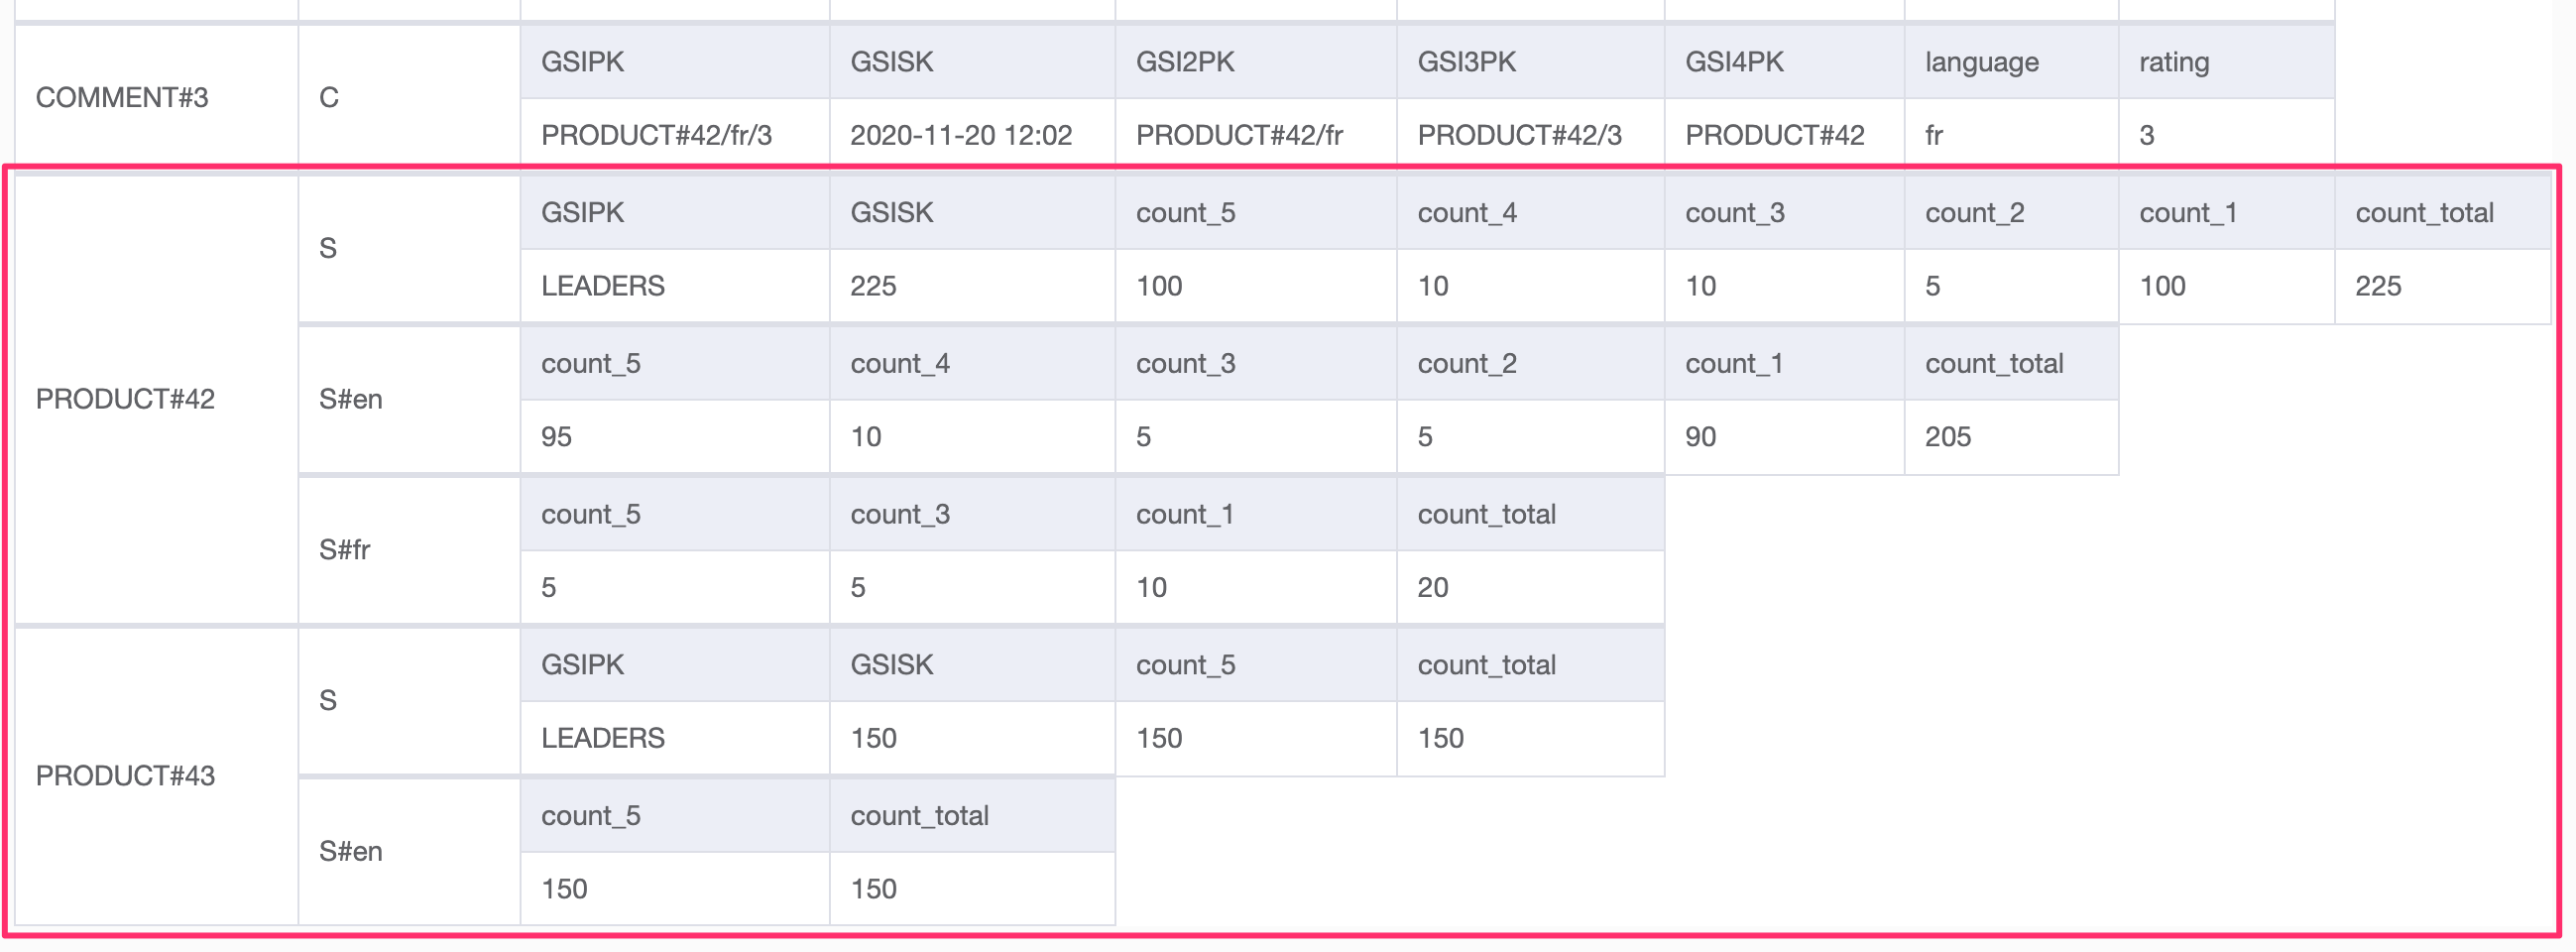 GSIPK GSISK GSI2PK GSI3PK GSI4PK language rating
COMMENT#3 C
PRODUCT#42/fr/3 2020-11-20 12:02 PRODUCT#42/fr PRODUCT#42/3 PRODUCT#42 fr 3
GSIPK GSISK count_5 count_4 count_3 count_2 count_1 count_total
S
LEADERS 225 100 10 10 5 100 225
count_5 count_4 count_3 count_2 count_1 count_total
PRODUCT#42 S#en
95 10 5 5 90 205
count_5 count_3 count_1 count_total
S#fr
5 5 10 20
GSIPK GSISK count_5 count_total
S
LEADERS 150 150 150
PRODUCT#43
count_5 count_total
S#en
150 150